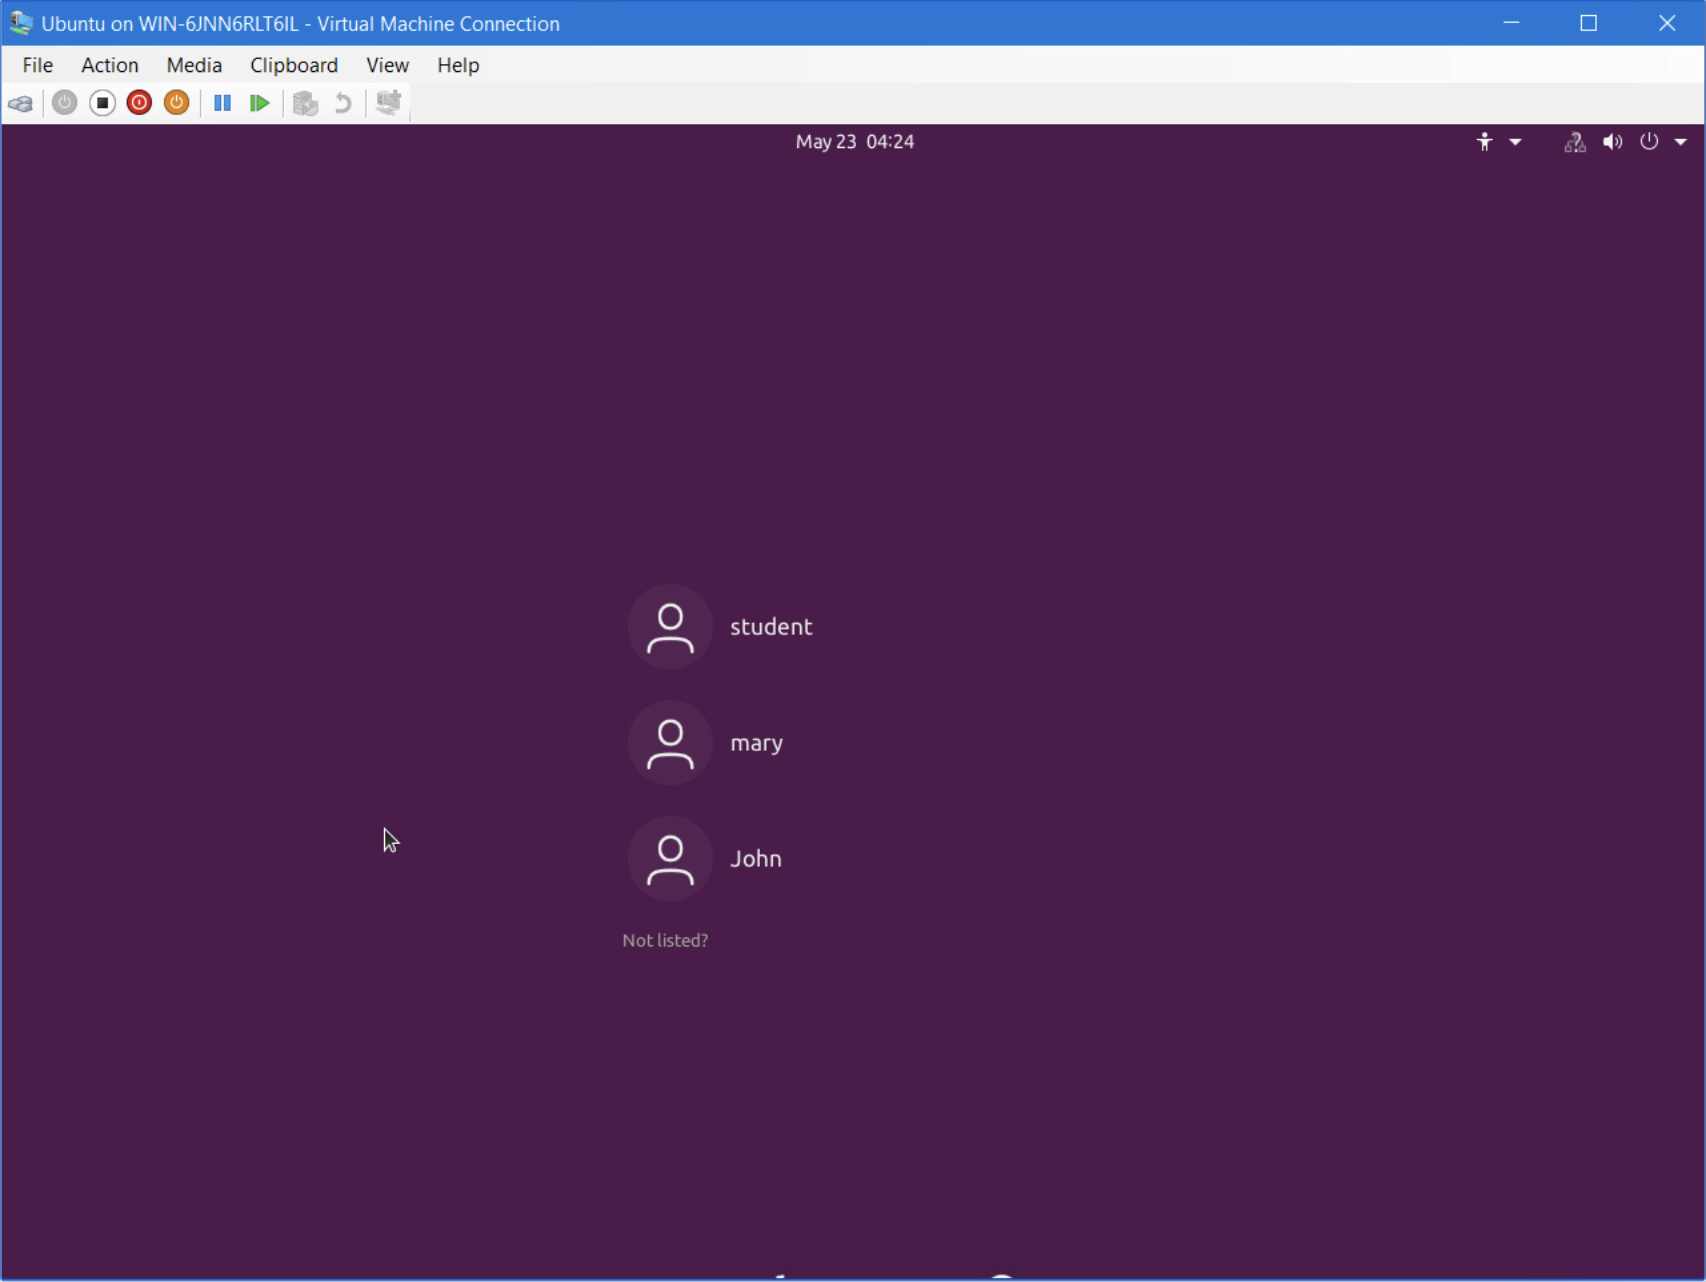 Ubuntu on WIN-6JNN6RLT6IL - Virtual Machine Connection
File Action Media Clipboard View Help
May 23 04:24
student
mary
John
Not listed?